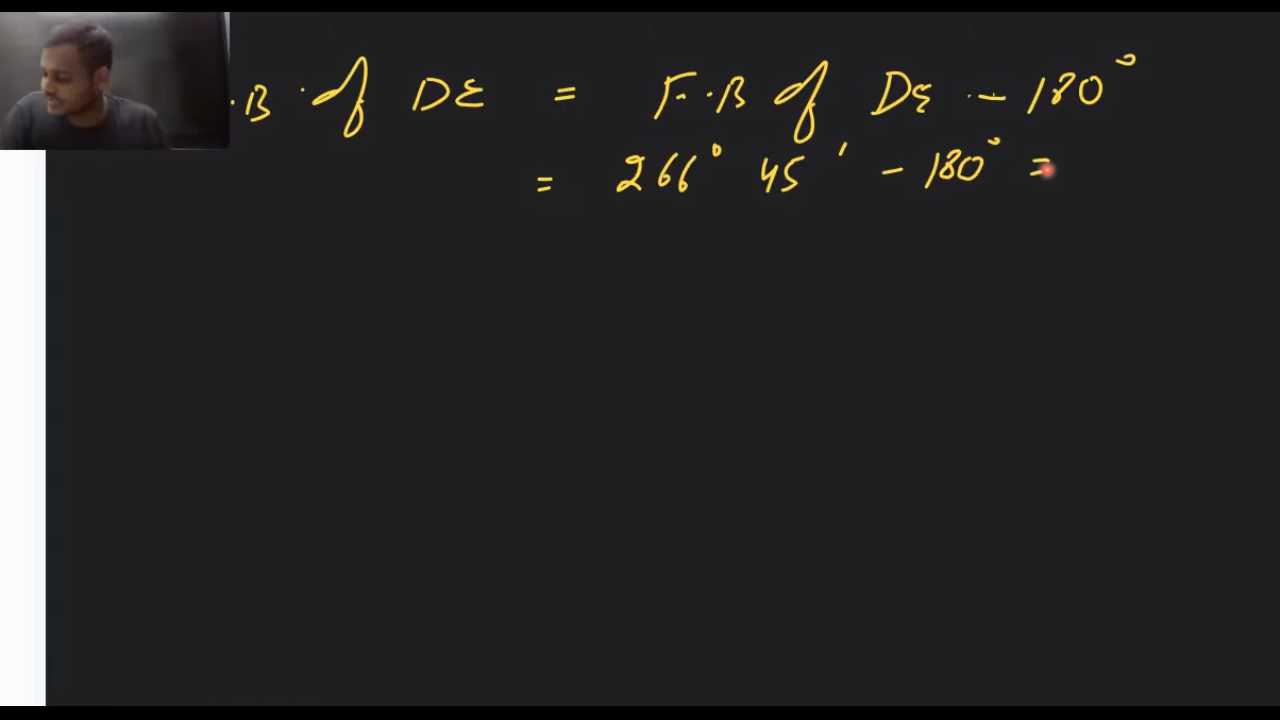 .B of DE = F.B of DE - 180°
= 266° 45' - 180° =